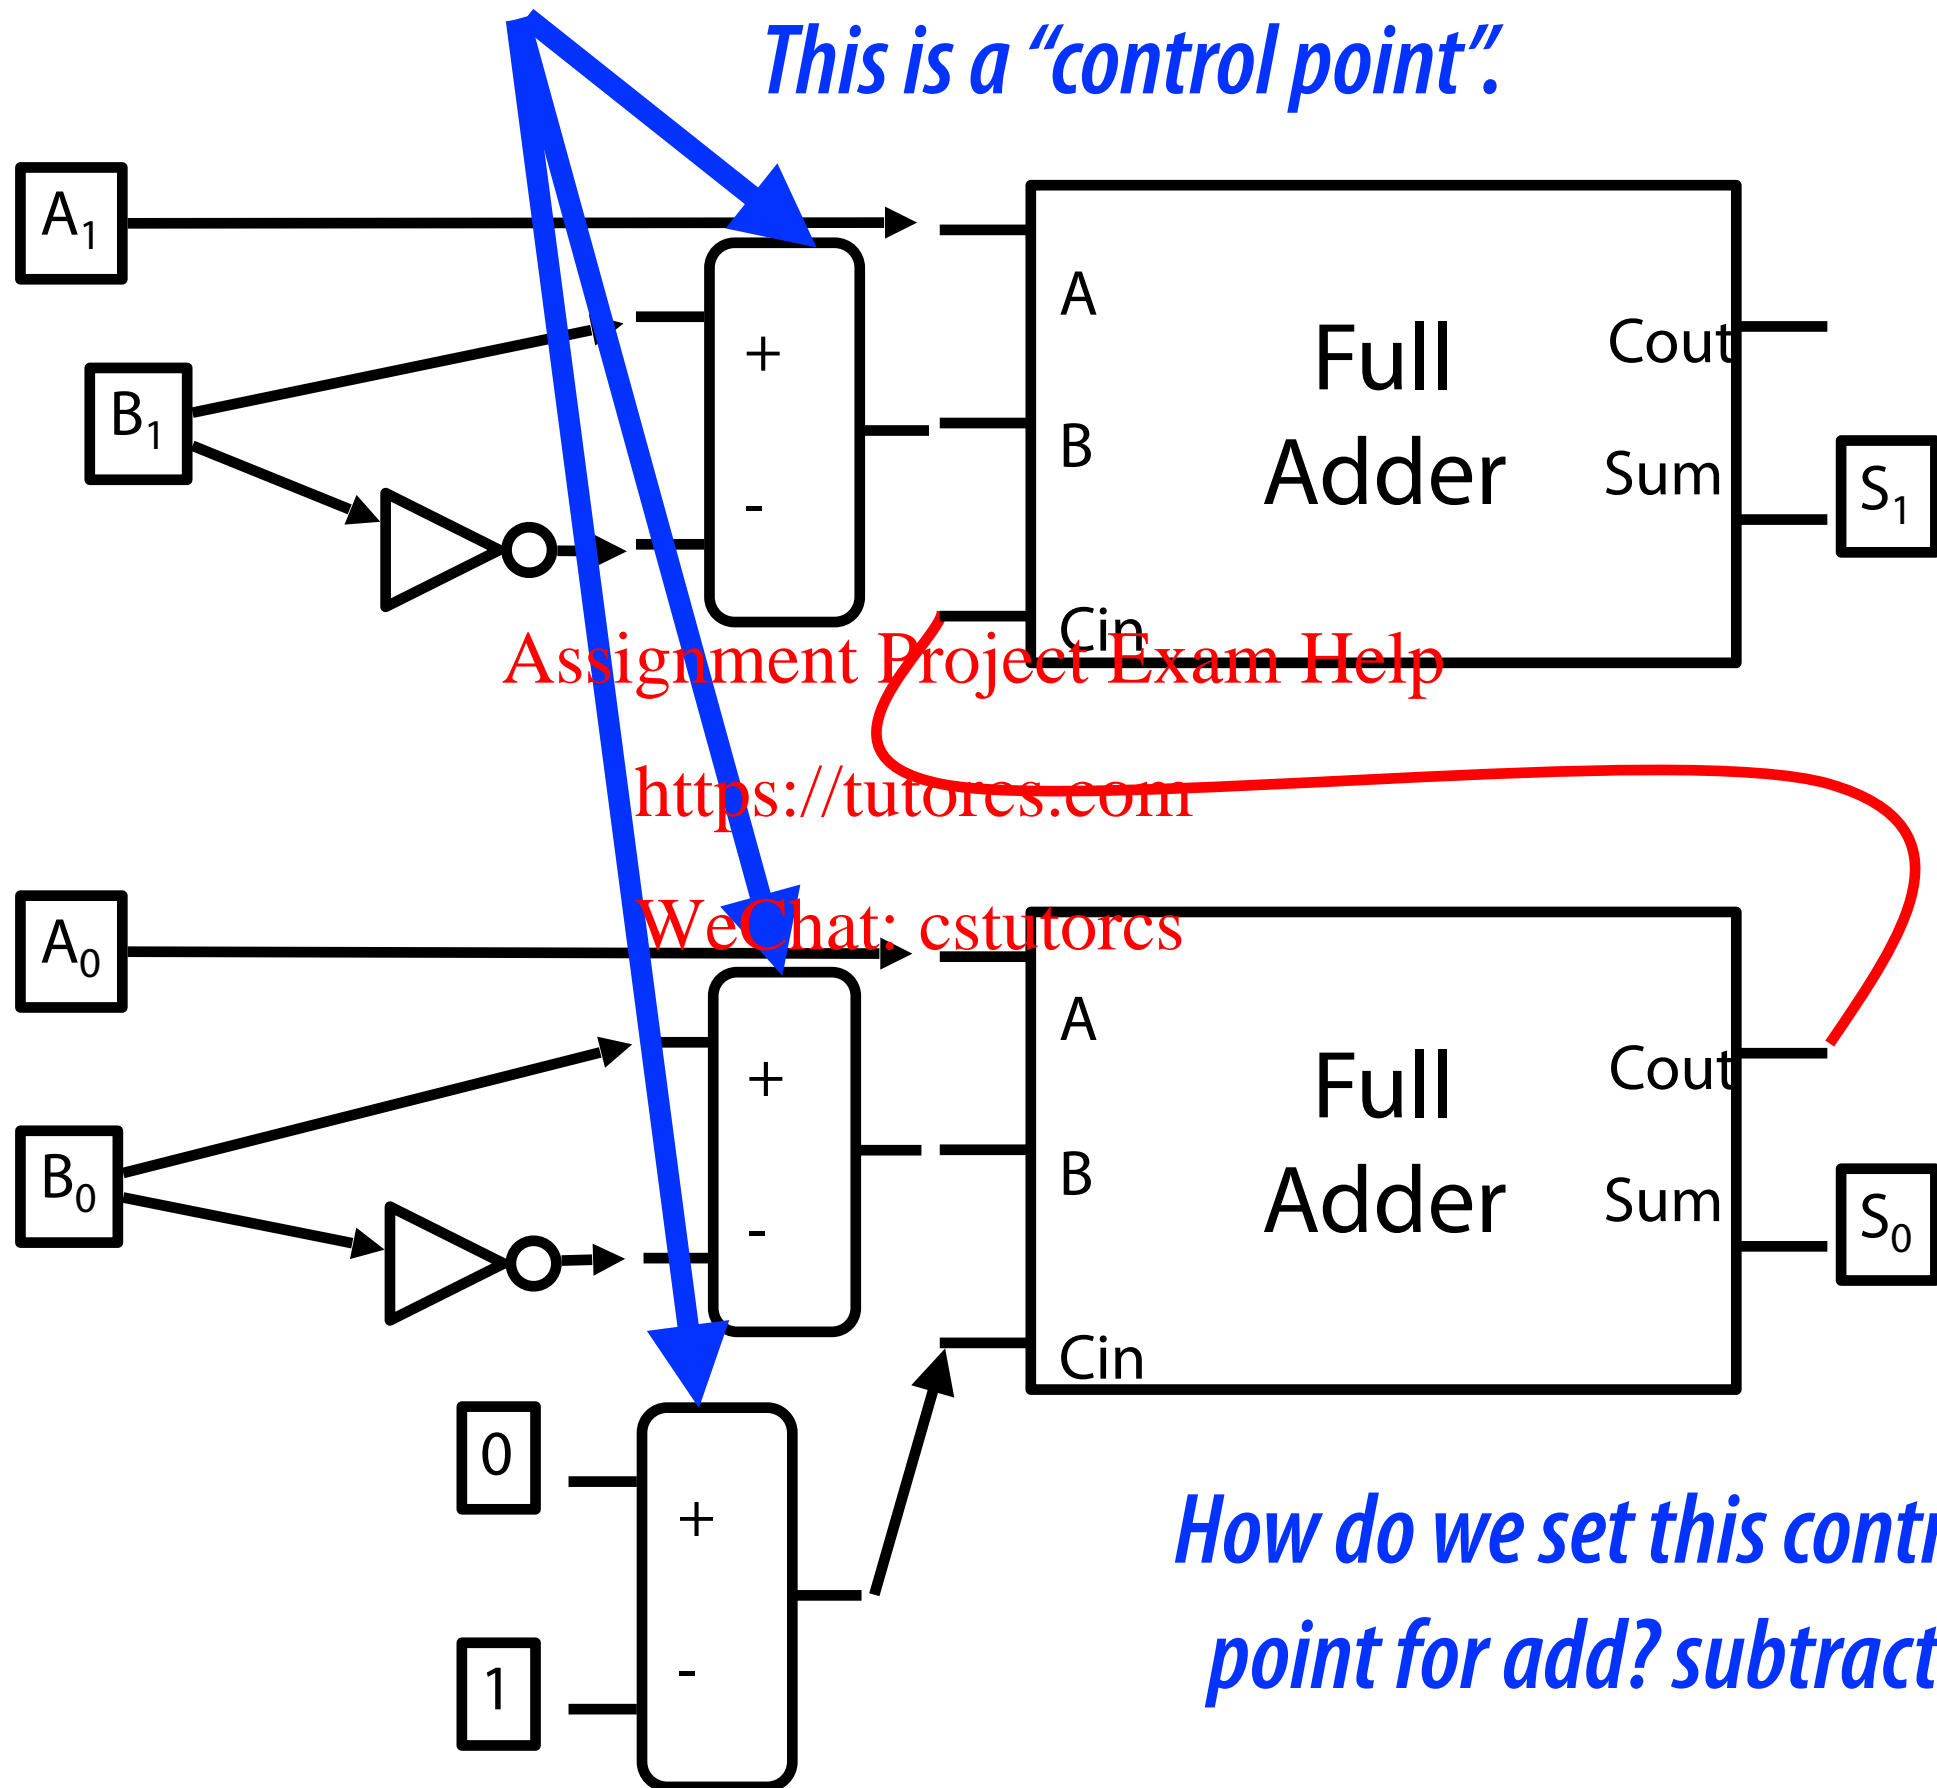 This is a “control point”.
A₁
B₁
+
-
A
B
Cin
Full
Adder
Cout
Sum
S₁
Assignment Project Exam Help
https://tutorcs.com
WeChat: cstutorcs
A₀
B₀
+
-
A
B
Cin
Full
Adder
Cout
Sum
S₀
0
1
+
-
How do we set this contr
point for add? subtract